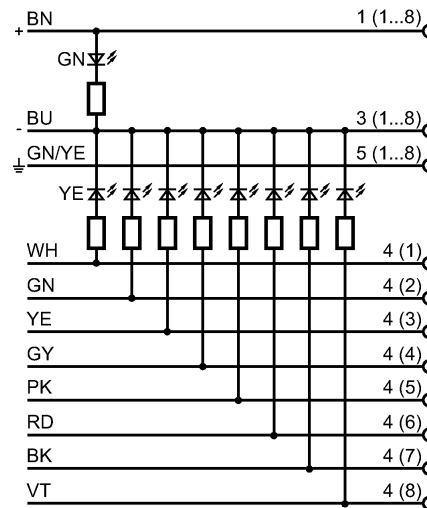 + BN 1 (1...8)
GN
- BU 3 (1...8)
GN/YE 5 (1...8)
YE
WH 4 (1)
GN 4 (2)
YE 4 (3)
GY 4 (4)
PK 4 (5)
RD 4 (6)
BK 4 (7)
VT 4 (8)